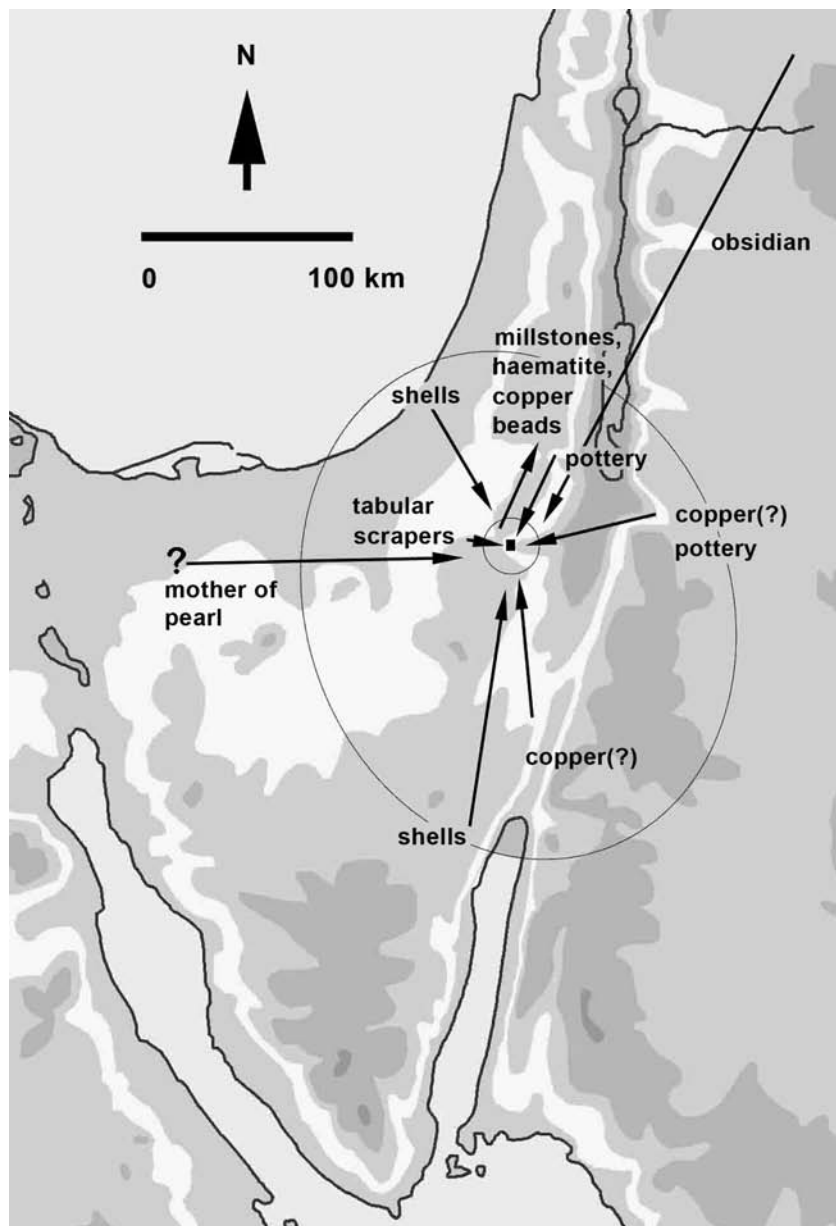 N
0 100 km
obsidian
millstones,
haematite,
copper
beads
shells
pottery
tabular
scrapers
copper(?)
pottery
?
mother of
pearl
copper(?)
shells